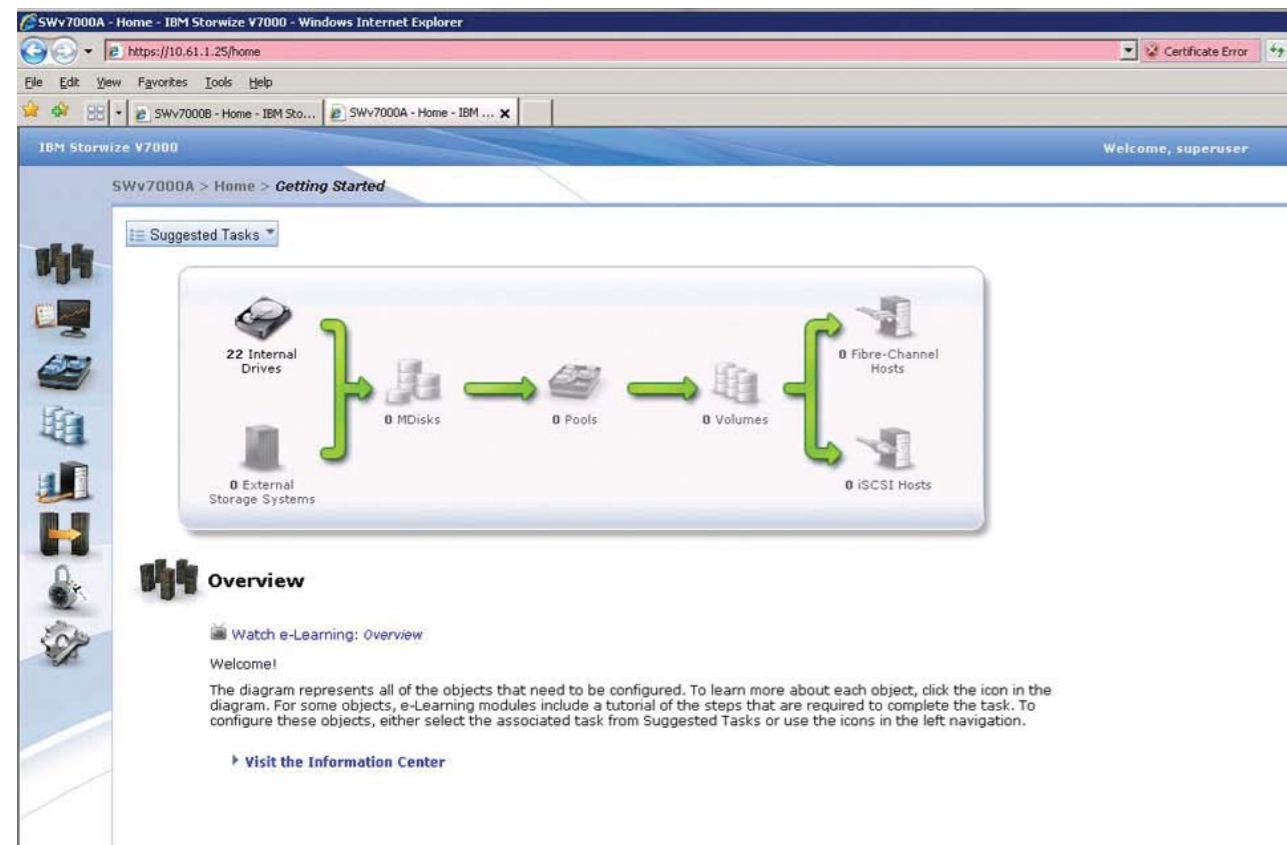 SWv7000A - Home - IBM Storwize V7000 - Windows Internet Explorer
https://10.61.1.25/home
Certificate Error
File Edit View Favorites Tools Help
SWv7000B - Home - IBM Sto...
SWv7000A - Home - IBM ...
IBM Storwize V7000
Welcome, superuser
SWv7000A > Home > Getting Started
Suggested Tasks
22 Internal
Drives
0 External
Storage Systems
0 MDisks
0 Pools
0 Volumes
0 Fibre-Channel
Hosts
0 iSCSI Hosts
Overview
Watch e-Learning: Overview
Welcome!
The diagram represents all of the objects that need to be configured. To learn more about each object, click the icon in the
diagram. For some objects, e-Learning modules include a tutorial of the steps that are required to complete the task. To
configure these objects, either select the associated task from Suggested Tasks or use the icons in the left navigation.
Visit the Information Center